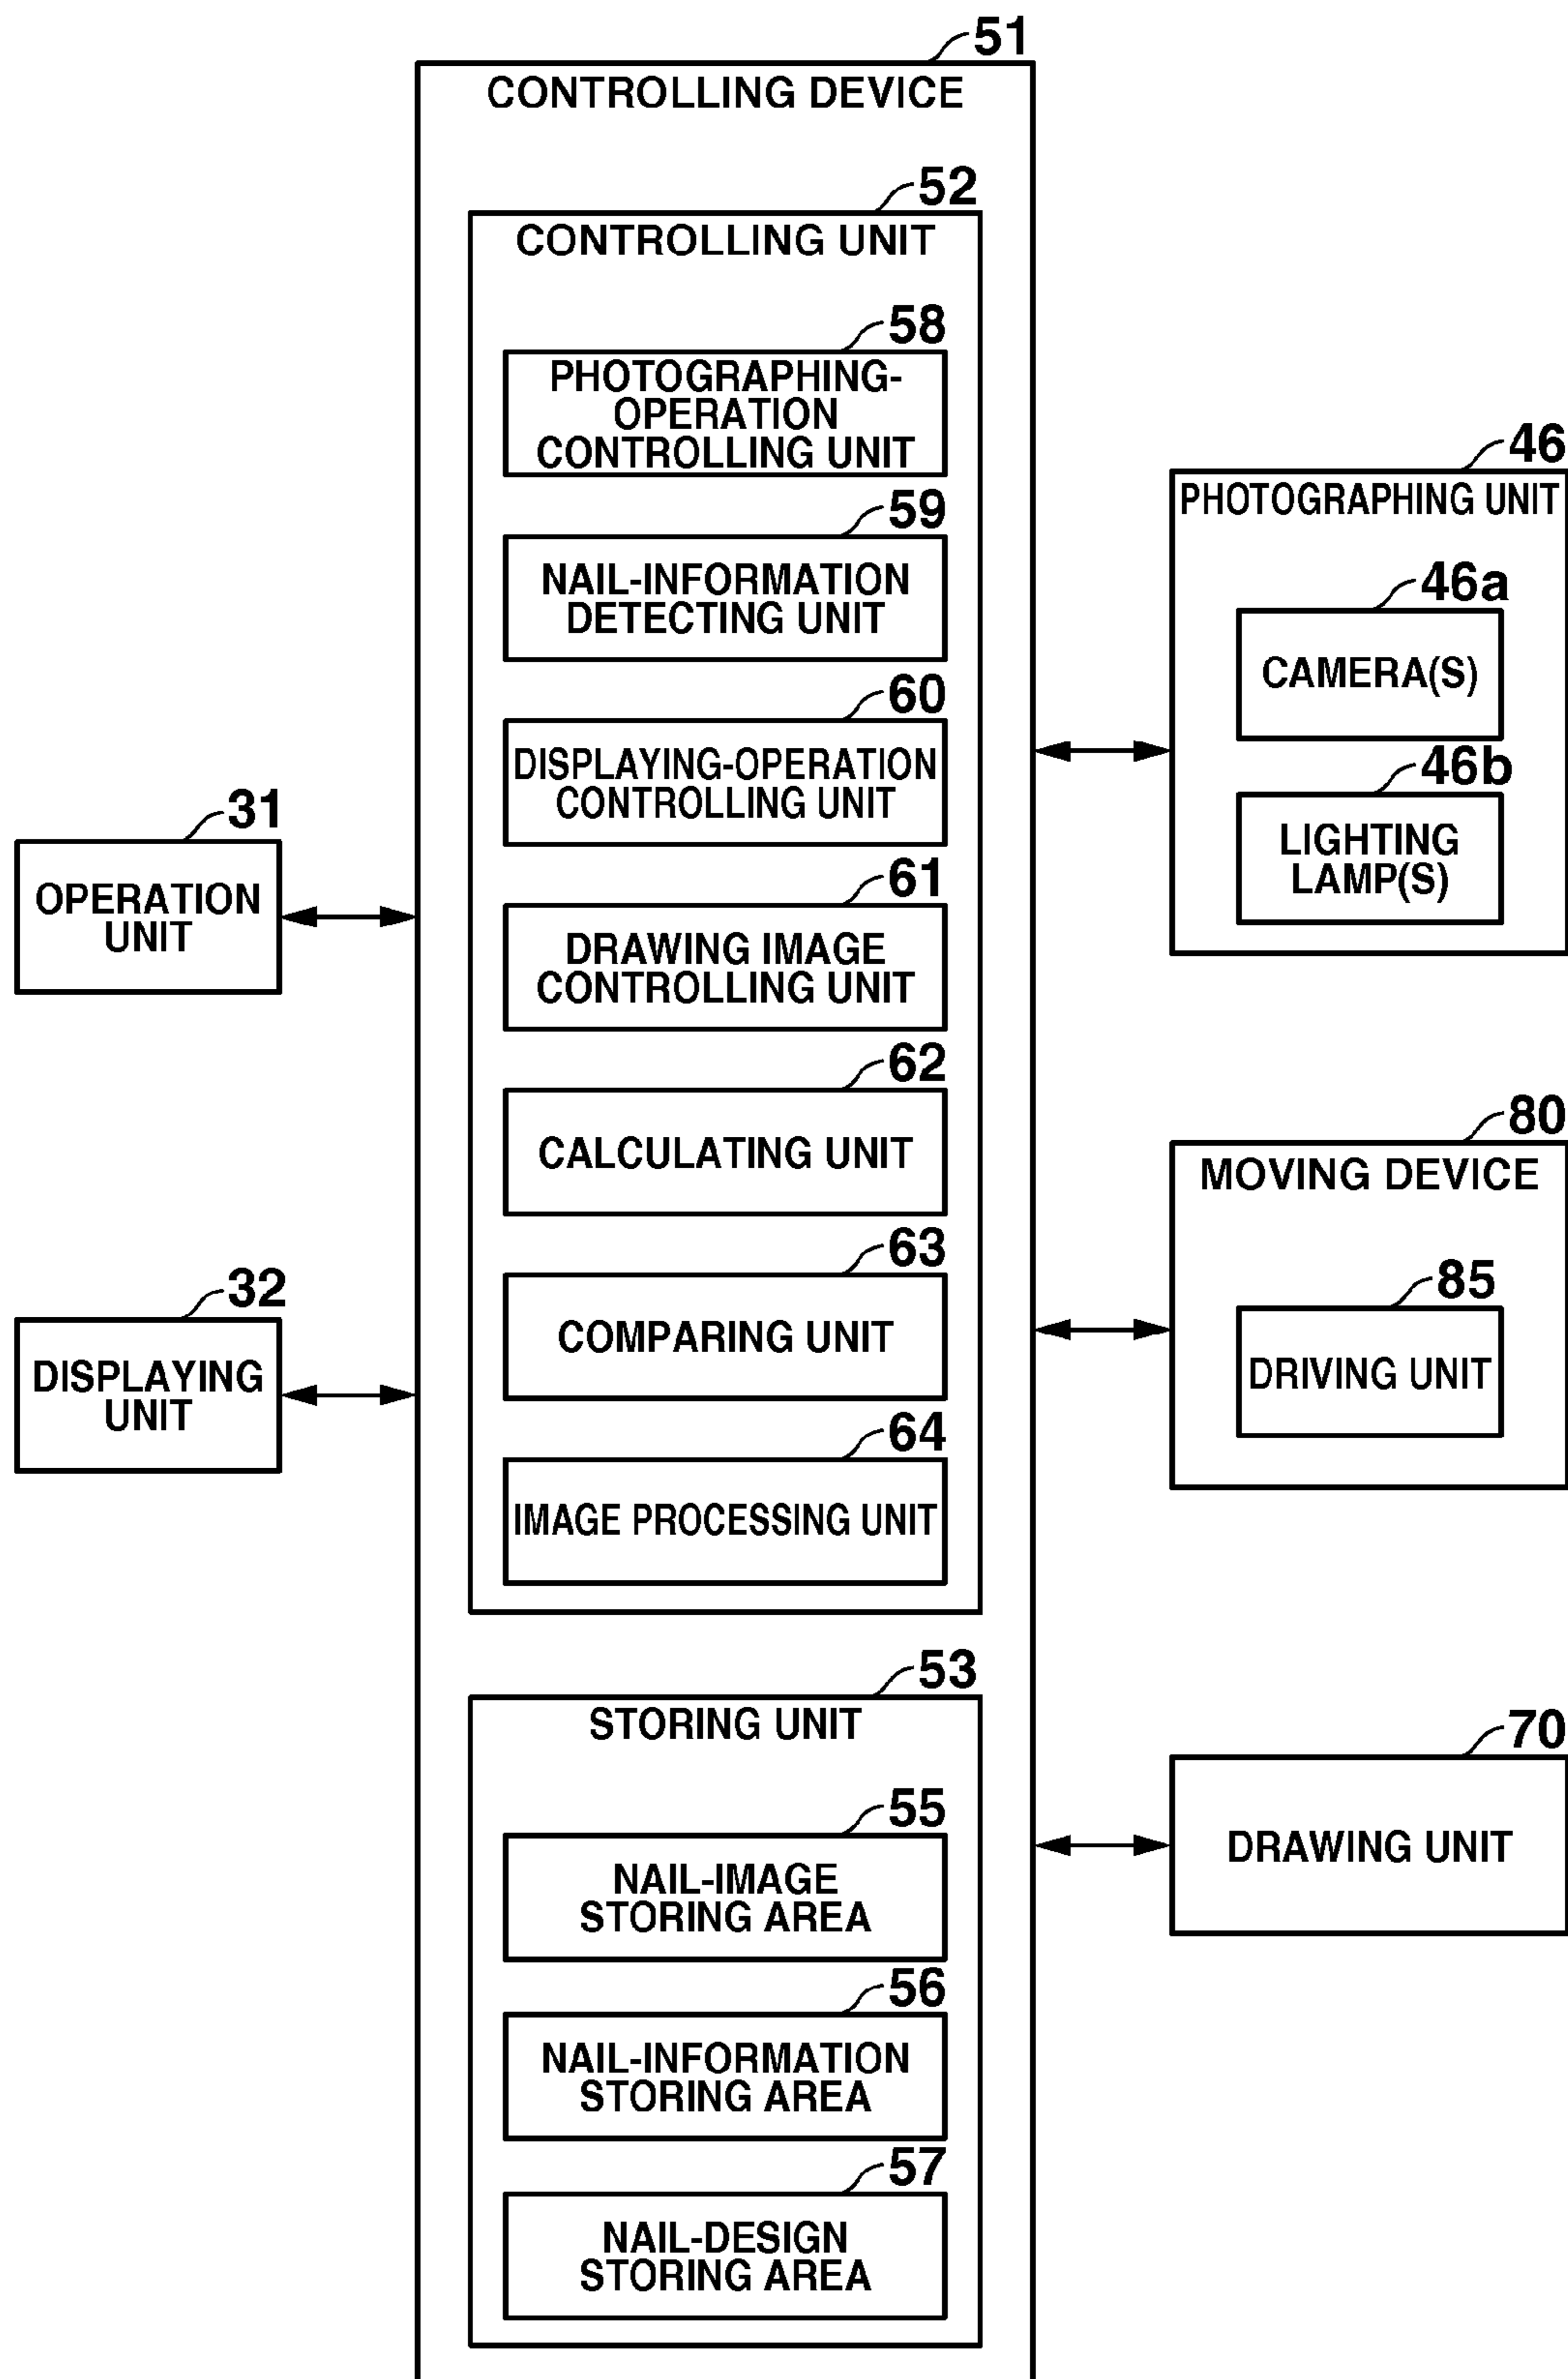 51
CONTROLLING DEVICE
52
CONTROLLING UNIT
58
PHOTOGRAPHING-
OPERATION
CONTROLLING UNIT
59
NAIL-INFORMATION
DETECTING UNIT
60
DISPLAYING-OPERATION
CONTROLLING UNIT
61
DRAWING IMAGE
CONTROLLING UNIT
62
CALCULATING UNIT
63
COMPARING UNIT
64
IMAGE PROCESSING UNIT
53
STORING UNIT
55
NAIL-IMAGE
STORING AREA
56
NAIL-INFORMATION
STORING AREA
57
NAIL-DESIGN
STORING AREA
31
OPERATION
UNIT
32
DISPLAYING
UNIT
46
PHOTOGRAPHING UNIT
46a
CAMERA(S)
46b
LIGHTING
LAMP(S)
80
MOVING DEVICE
85
DRIVING UNIT
70
DRAWING UNIT